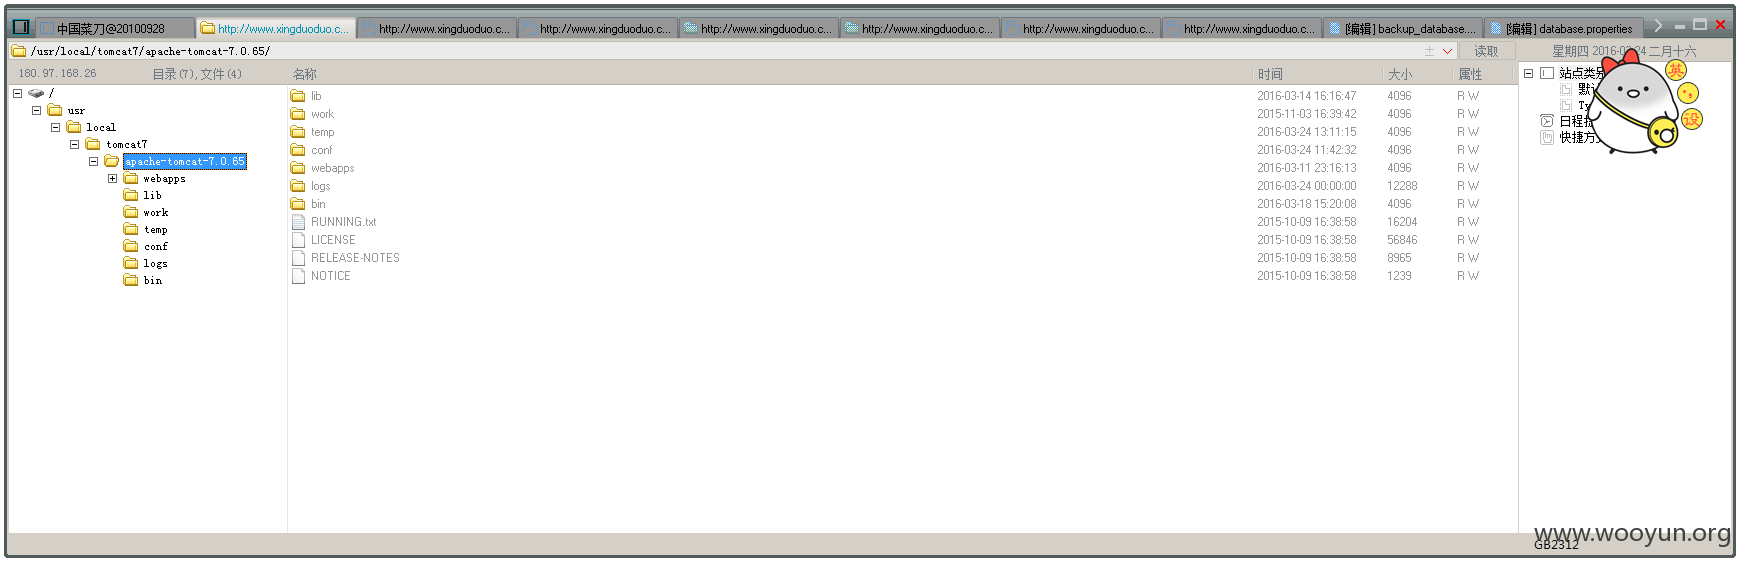 中国菜刀@20100928 http://www.xingduoduo.c... http://www.xingduoduo.c... http://www.xingduoduo.c... http://www.xingduoduo.c... http://www.xingduoduo.c... http://www.xingduoduo.c... http://www.xingduoduo.c... [编辑] backup_database.... [编辑] database.properties
/usr/local/tomcat7/apache-tomcat-7.0.65/ 读取
180.97.168.26 目录(7),文件(4)
/
usr
local
tomcat7
apache-tomcat-7.0.65
webapps
lib
work
temp
conf
logs
bin
名称 时间 大小 属性
lib 2016-03-14 16:16:47 4096 R W
work 2015-11-03 16:39:42 4096 R W
temp 2016-03-24 13:11:15 4096 R W
conf 2016-03-24 11:42:32 4096 R W
webapps 2016-03-11 23:16:13 4096 R W
logs 2016-03-24 00:00:00 12288 R W
bin 2016-03-18 15:20:08 4096 R W
RUNNING.txt 2015-10-09 16:38:58 16204 R W
LICENSE 2015-10-09 16:38:58 56846 R W
RELEASE-NOTES 2015-10-09 16:38:58 8965 R W
NOTICE 2015-10-09 16:38:58 1239 R W
星期四 2016-03-24 二月十六
站点类
Ty
日程
快捷方
英
设
www.wooyun.org
GB2312